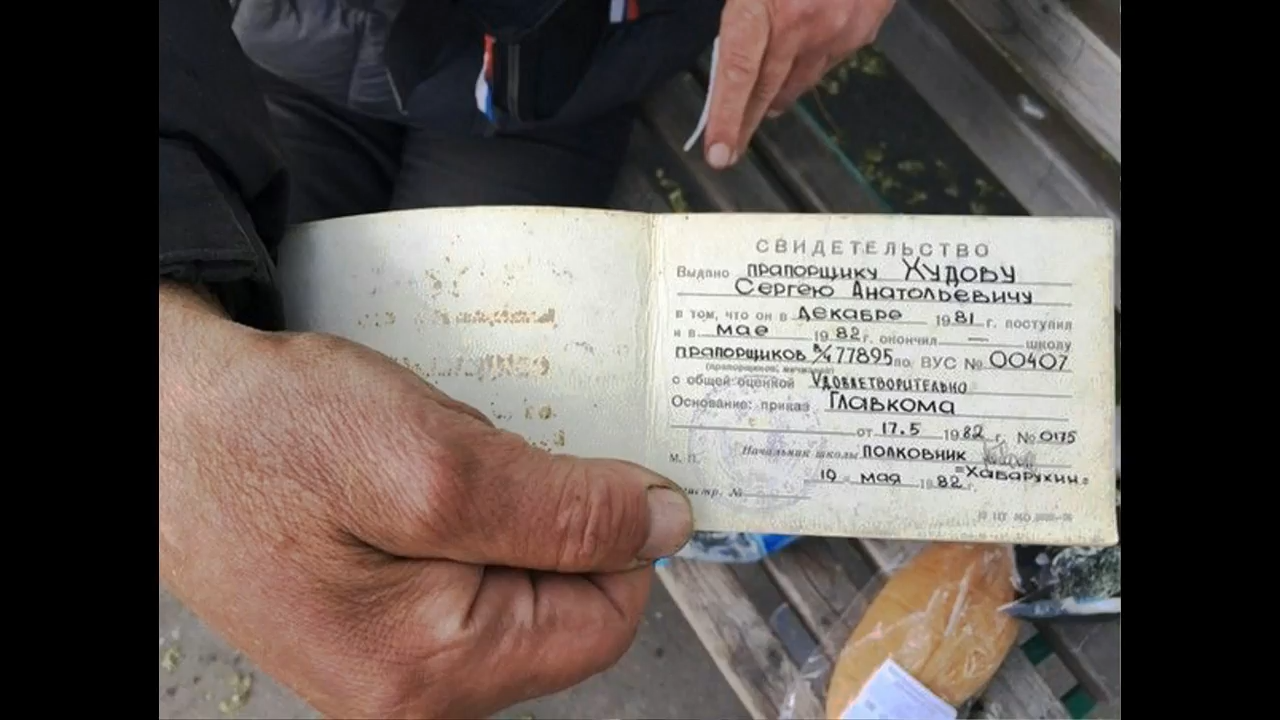 СВИДЕТЕЛЬСТВО
Выдано прапорщику Худову
Сергею Анатольевичу
в том, что он в декабре 1981 г. поступил
и в мае 1982 г. окончил — школу
прапорщиков в/ч 77895 по ВУС № 00407
(прапорщиков, мичманов)
с общей оценкой Удовлетворительно
Основание: приказ Главкома
от 17.5 1982 г. № 0175
М. П. Начальник школы полковник
=Хабарухин=
19 мая 1982 г.